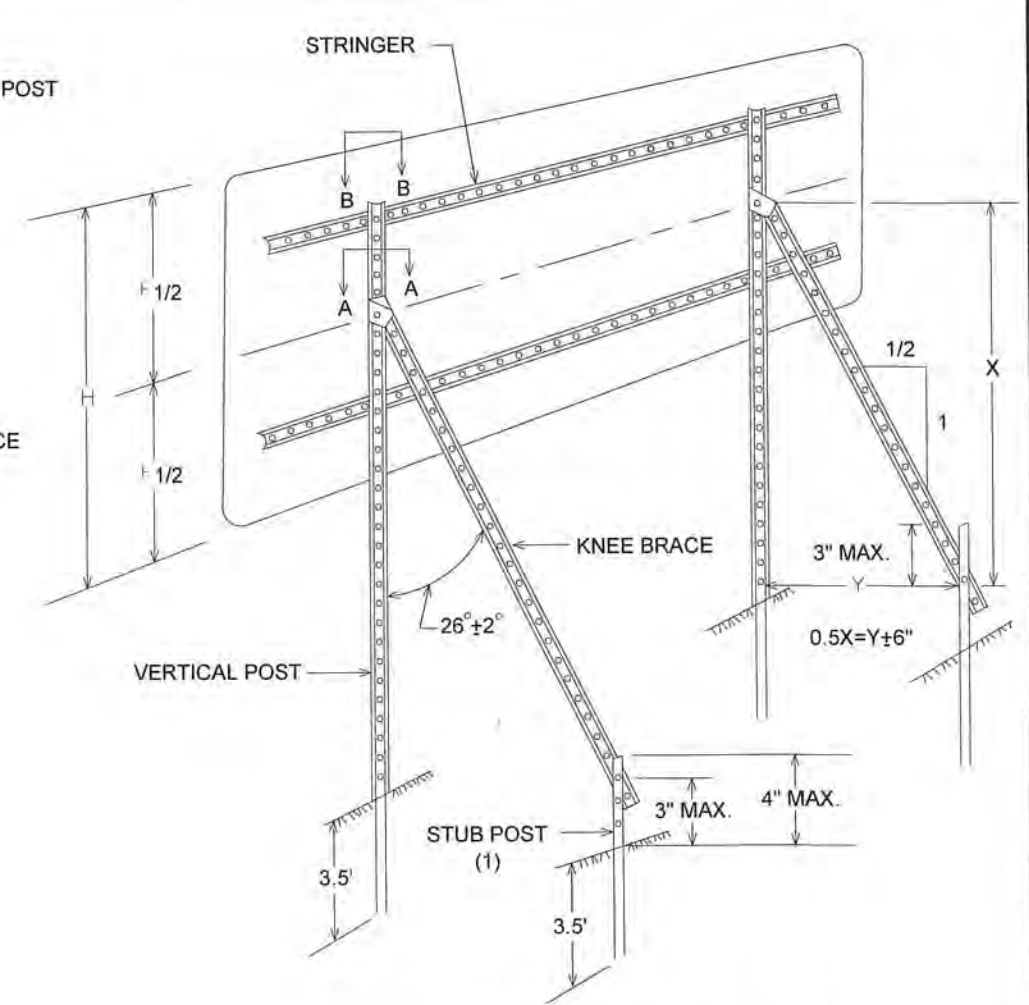 STRINGER
POST
B
B
A
A
H
1/2
1/2
CE
1/2
1
X
KNEE BRACE
3" MAX.
Y
26°±2°
0.5X=Y±6"
VERTICAL POST
3" MAX.
4" MAX.
STUB POST
(1)
3.5'
3.5'